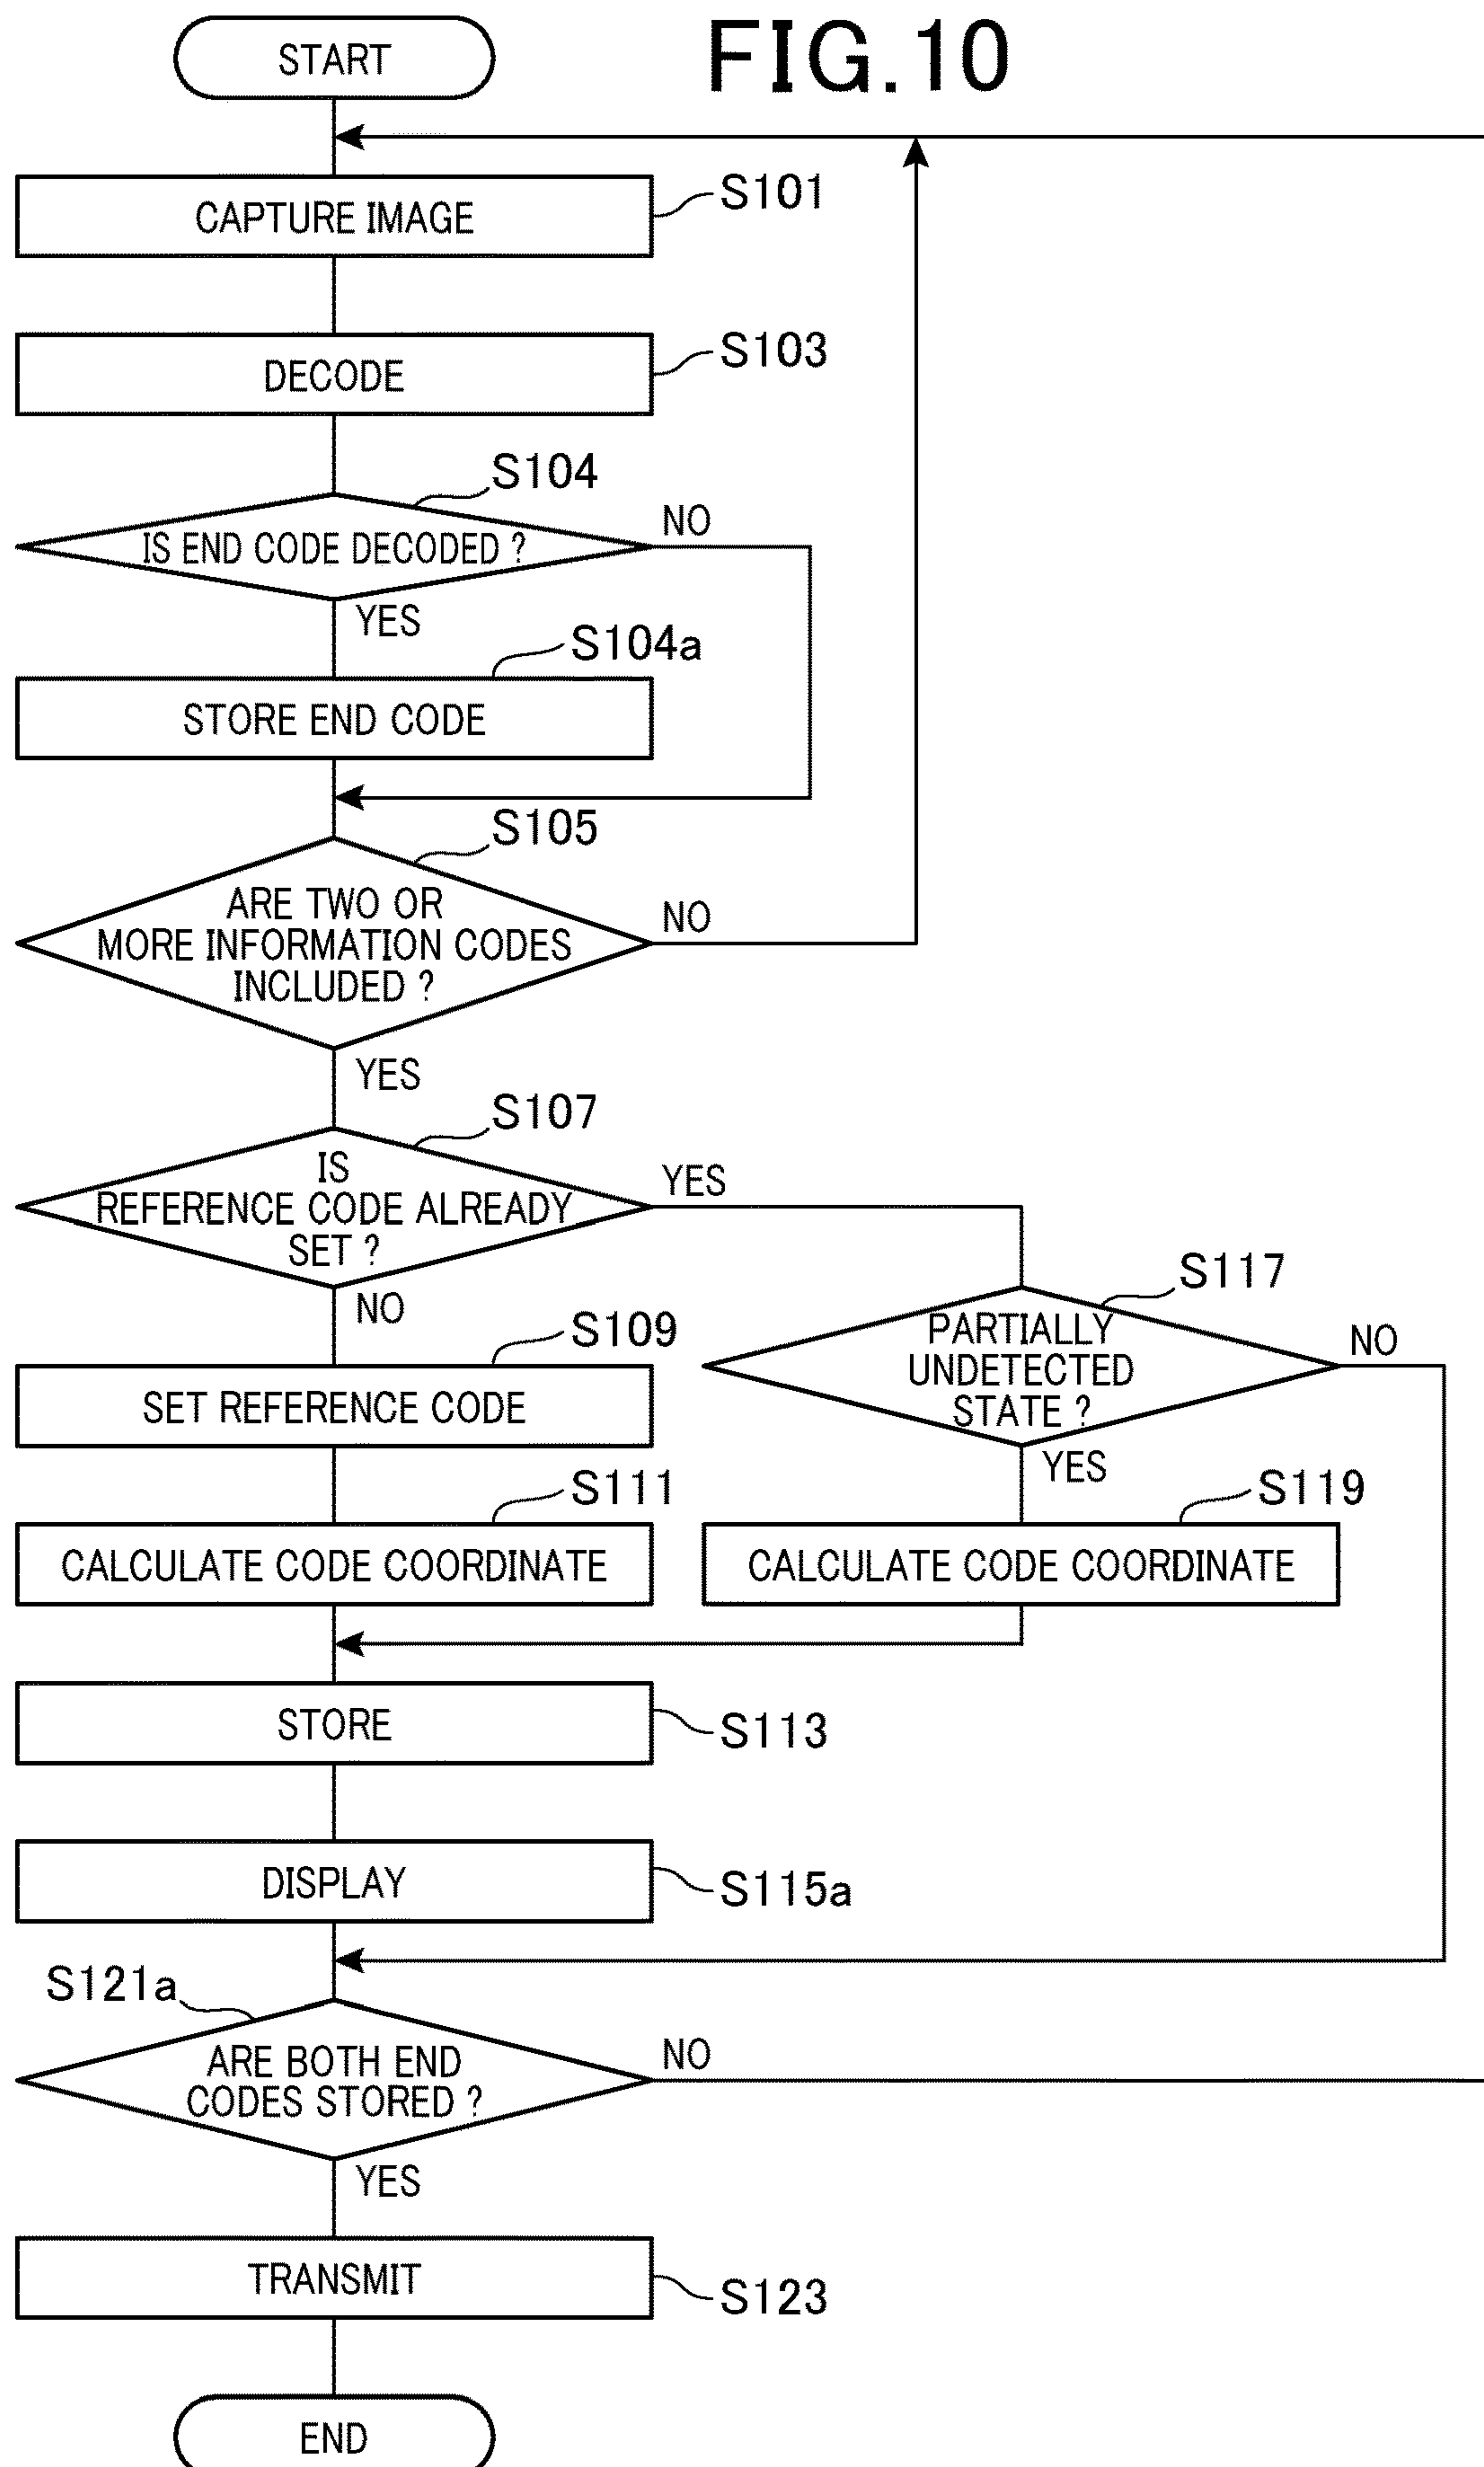 FIG.10
START
CAPTURE IMAGE
S101
DECODE
S103
S104
IS END CODE DECODED ?
NO
YES
S104a
STORE END CODE
S105
ARE TWO OR
MORE INFORMATION CODES
INCLUDED ?
NO
YES
S107
IS
REFERENCE CODE ALREADY
SET ?
YES
NO
S117
PARTIALLY
UNDETECTED
STATE ?
NO
YES
S109
SET REFERENCE CODE
S111
CALCULATE CODE COORDINATE
S119
CALCULATE CODE COORDINATE
STORE
S113
DISPLAY
S115a
S121a
ARE BOTH END
CODES STORED ?
NO
YES
TRANSMIT
S123
END